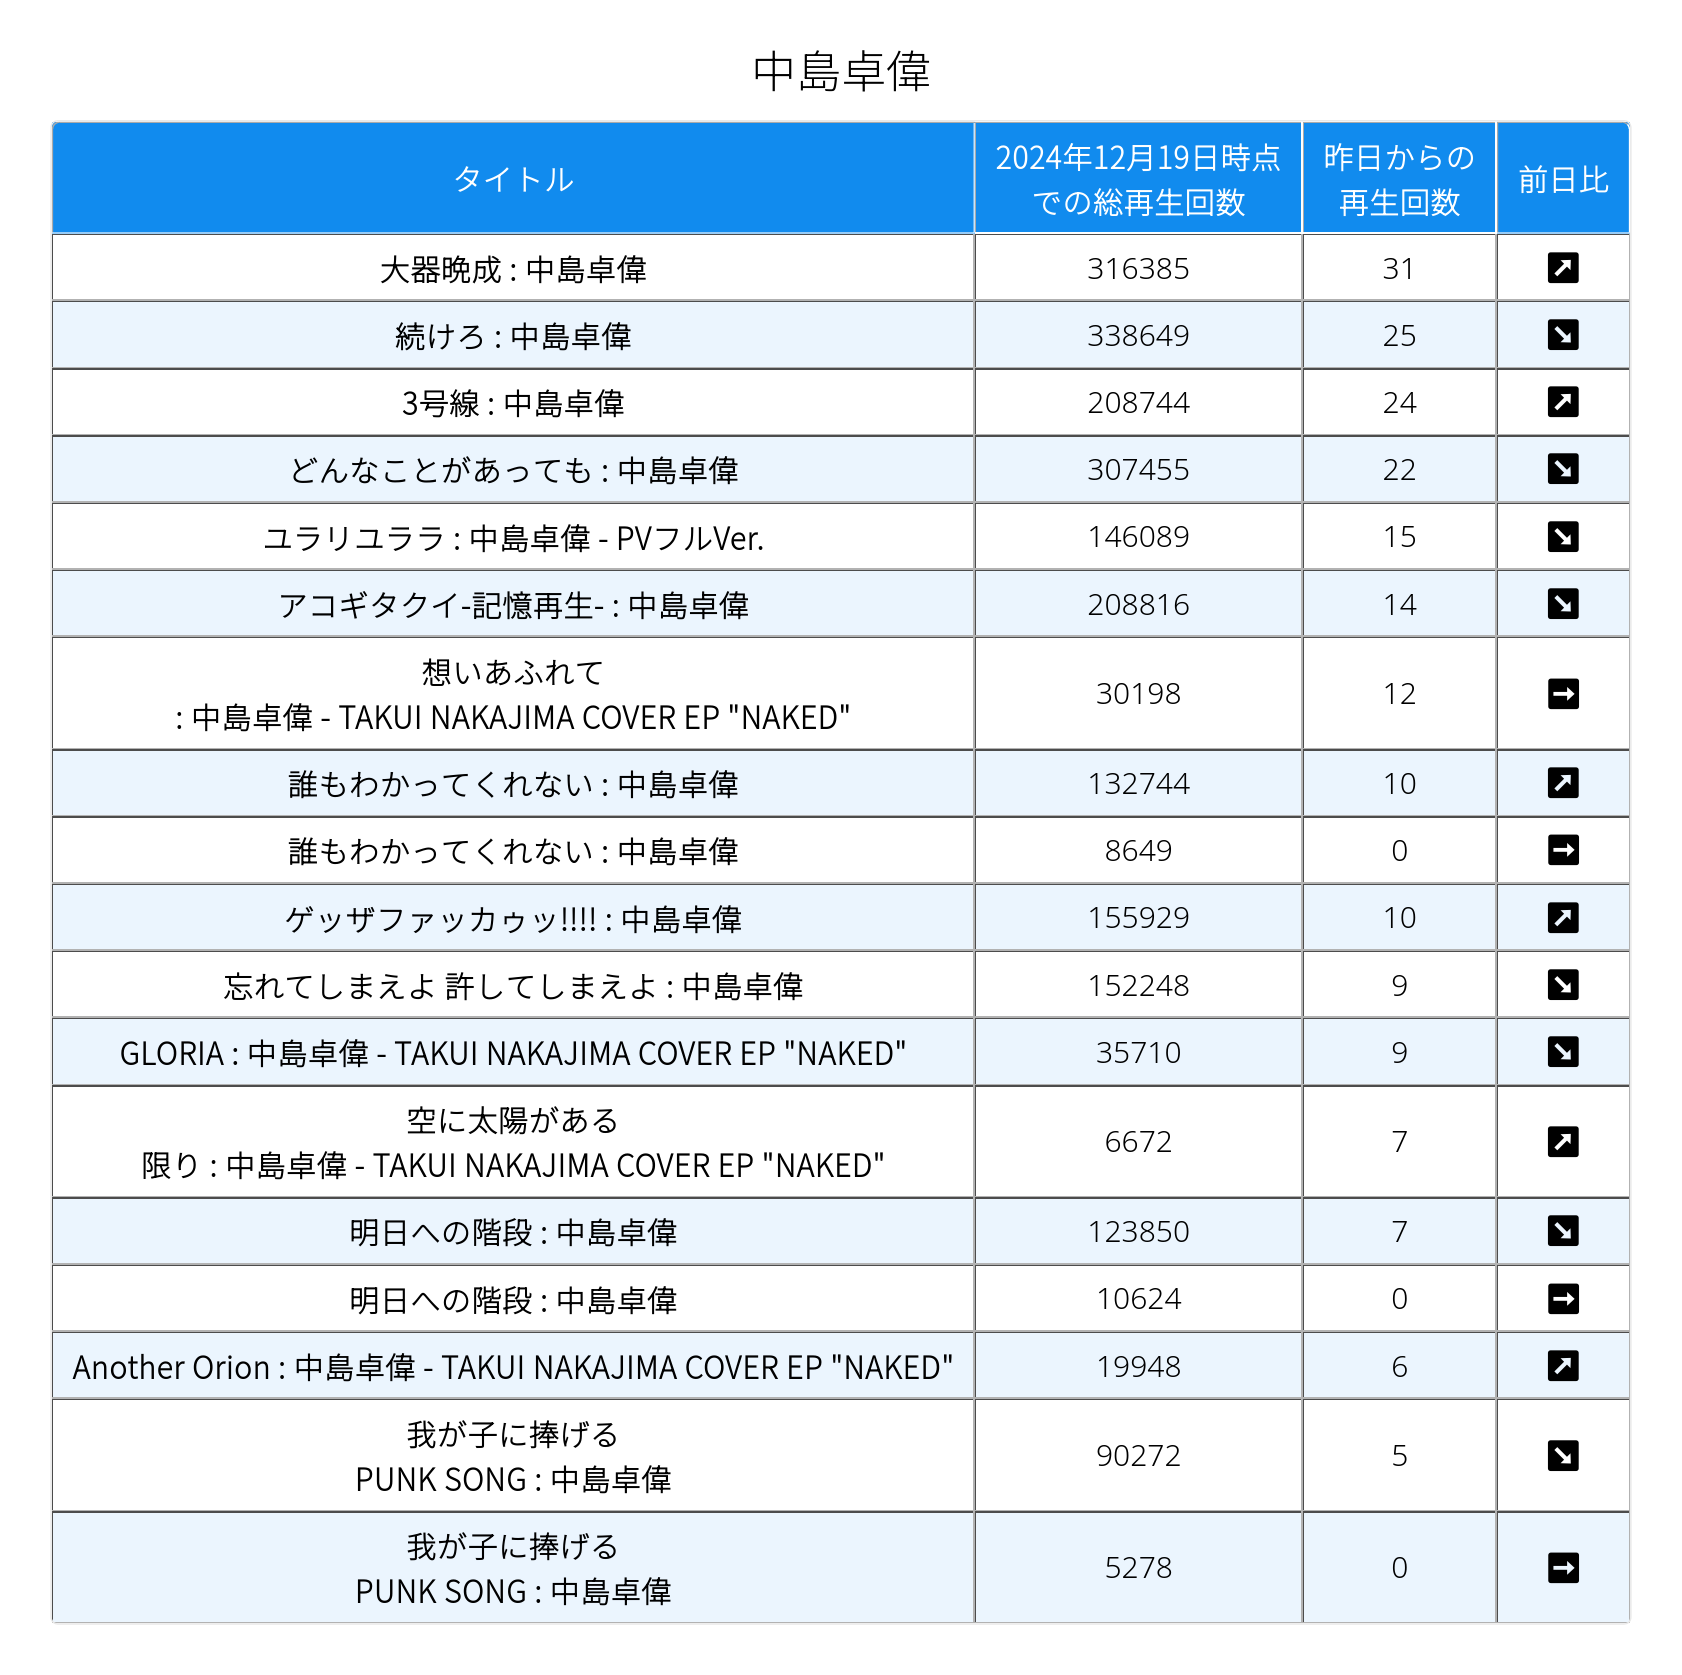 中島卓偉
タイトル
2024年12月19日時点
での総再生回数
昨日からの
再生回数
前日比
大器晩成 : 中島卓偉 316385 31 ↗
続けろ : 中島卓偉 338649 25 ↘
3号線 : 中島卓偉 208744 24 ↗
どんなことがあっても : 中島卓偉 307455 22 ↘
ユラリユララ : 中島卓偉 - PVフルVer. 146089 15 ↘
アコギタクイ-記憶再生- : 中島卓偉 208816 14 ↘
想いあふれて
: 中島卓偉 - TAKUI NAKAJIMA COVER EP "NAKED" 30198 12 →
誰もわかってくれない : 中島卓偉 132744 10 ↗
誰もわかってくれない : 中島卓偉 8649 0 →
ゲッザファッカゥッ!!!! : 中島卓偉 155929 10 ↗
忘れてしまえよ 許してしまえよ : 中島卓偉 152248 9 ↘
GLORIA : 中島卓偉 - TAKUI NAKAJIMA COVER EP "NAKED" 35710 9 ↘
空に太陽がある
限り : 中島卓偉 - TAKUI NAKAJIMA COVER EP "NAKED" 6672 7 ↗
明日への階段 : 中島卓偉 123850 7 ↘
明日への階段 : 中島卓偉 10624 0 →
Another Orion : 中島卓偉 - TAKUI NAKAJIMA COVER EP "NAKED" 19948 6 ↗
我が子に捧げる
PUNK SONG : 中島卓偉 90272 5 ↘
我が子に捧げる
PUNK SONG : 中島卓偉 5278 0 →